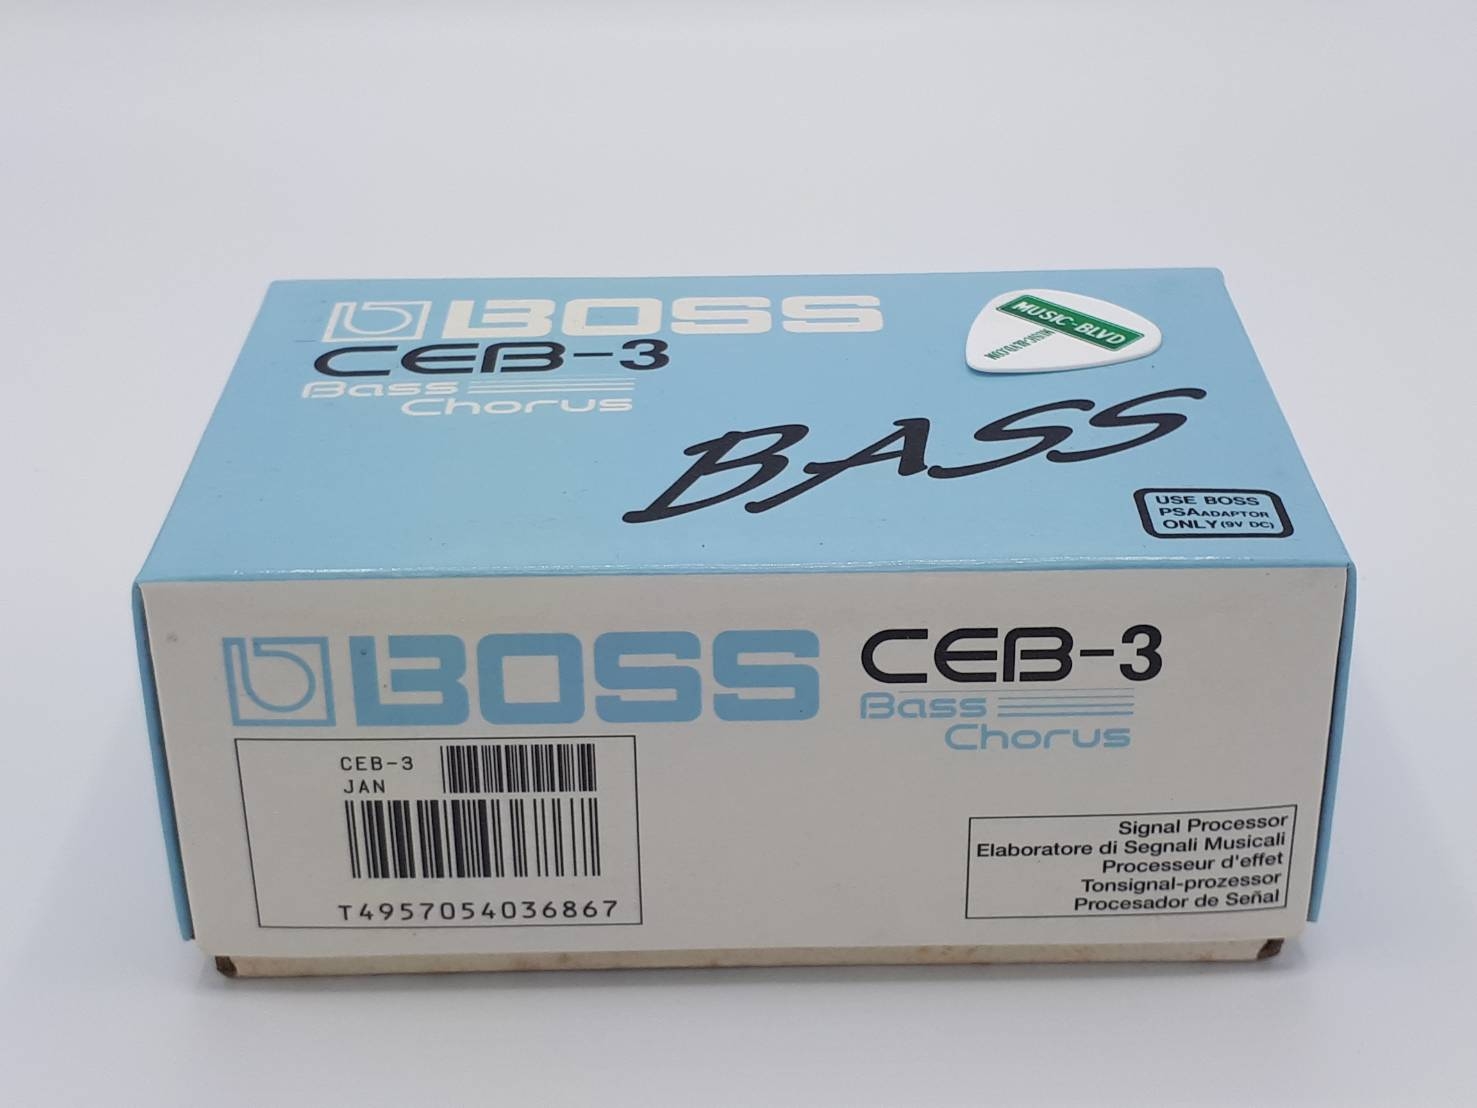 BOSS
CEB-3
Bass
Chorus
MUSIC-BLVD
BASS
USE BOSS
PSA ADAPTOR
ONLY (9V DC)
BOSS
CEB-3
Bass
Chorus
CEB-3
JAN
T4957054036867
Signal Processor
Elaboratore di Segnali Musicali
Processeur d'effet
Tonsignal-prozessor
Procesador de Señal